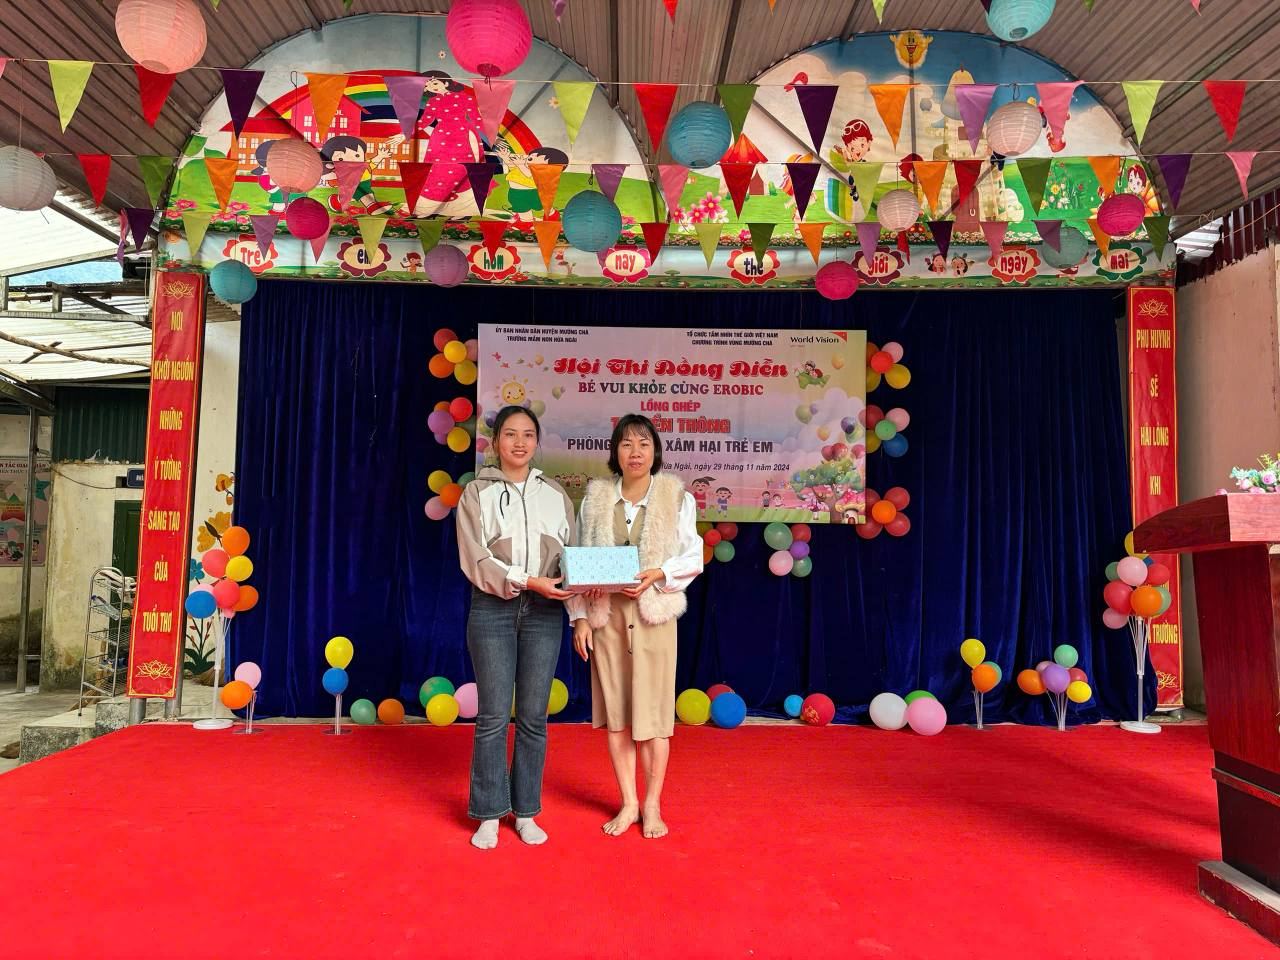 Trẻ em hôm nay thế giới ngày mai
NƠI
KHỞI NGUỒN
NHỮNG
Ý TƯỞNG
SÁNG TẠO
CỦA
TUỔI THƠ
ỦY BAN NHÂN DÂN HUYỆN MƯỜNG CHÀ
TRƯỜNG MẦM NON HỪA NGÀI
TỔ CHỨC TẦM NHÌN THẾ GIỚI VIỆT NAM
CHƯƠNG TRÌNH VÙNG MƯỜNG CHÀ
World Vision
Hội Thi Đồng Diễn
BÉ VUI KHỎE CÙNG EROBIC
LỒNG GHÉP
THÔNG
PHÒNG XÂM HẠI TRẺ EM
Ngài, ngày 29 tháng 11 năm 2024
PHỤ HUYNH
SẼ
HÀI LÒNG
KHI
TRƯỜNG